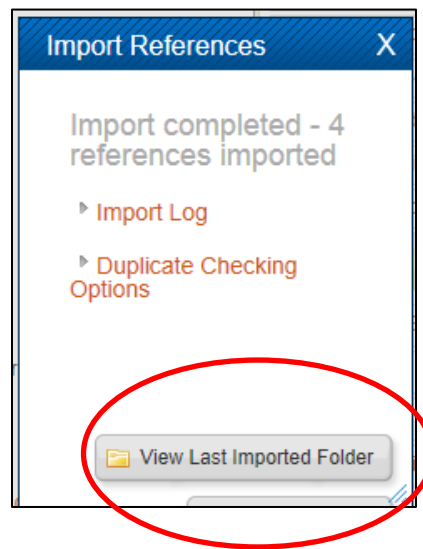 Import References X
Import completed - 4
references imported
Import Log
Duplicate Checking
Options
View Last Imported Folder